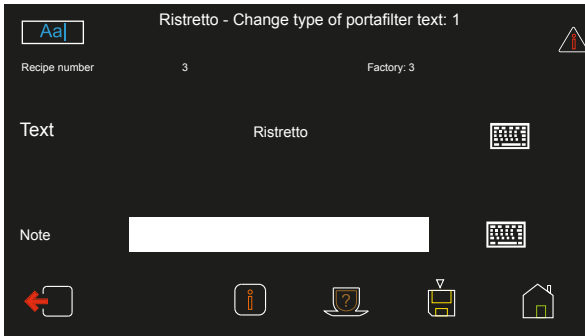 Aa
Ristretto - Change type of portafilter text: 1
Recipe number 3 Factory: 3
Text Ristretto
Note